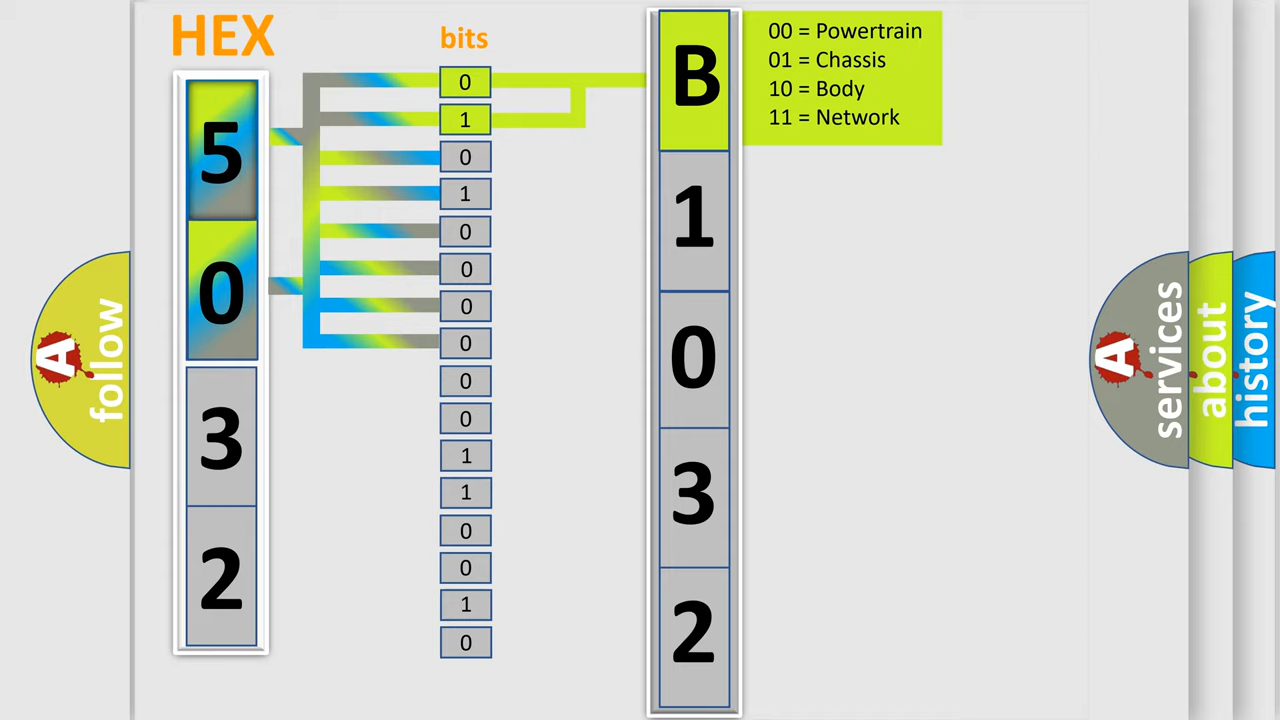 HEX
bits
5
0
3
2
0
1
0
1
0
0
0
0
0
0
1
1
0
0
1
0
B
1
0
3
2
00 = Powertrain
01 = Chassis
10 = Body
11 = Network
A
follow
A
services
about
history